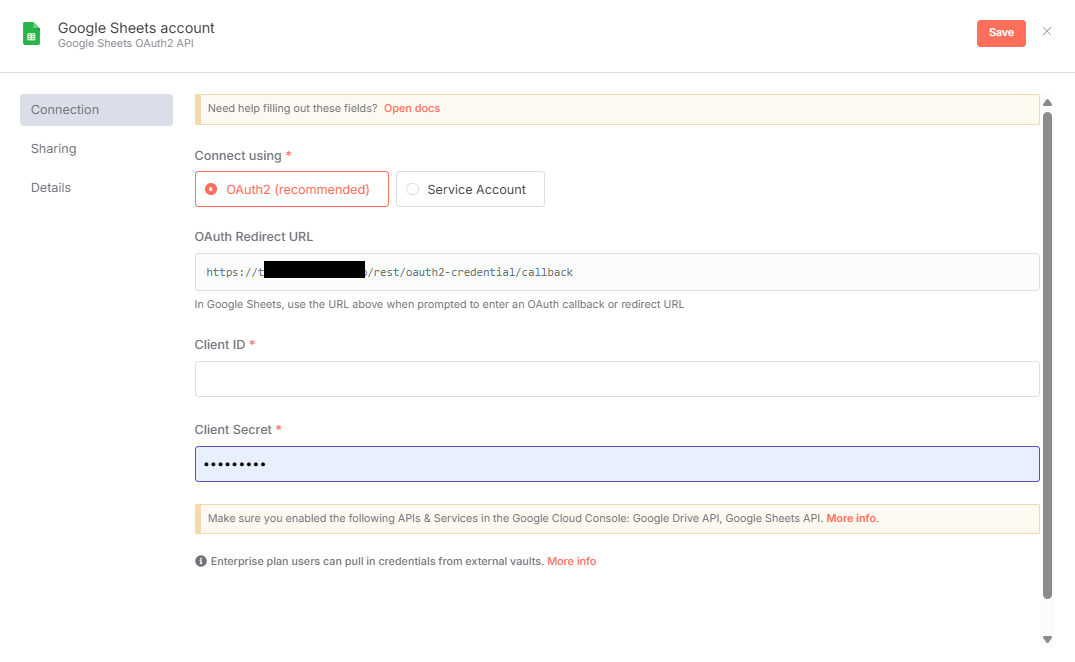 Google Sheets account
Google Sheets OAuth2 API
Save
Connection
Sharing
Details
Need help filling out these fields? Open docs
Connect using *
OAuth2 (recommended)
Service Account
OAuth Redirect URL
https://t /rest/oauth2-credential/callback
In Google Sheets, use the URL above when prompted to enter an OAuth callback or redirect URL
Client ID *
Client Secret *
•••••••••
Make sure you enabled the following APIs & Services in the Google Cloud Console: Google Drive API, Google Sheets API. More info.
Enterprise plan users can pull in credentials from external vaults. More info